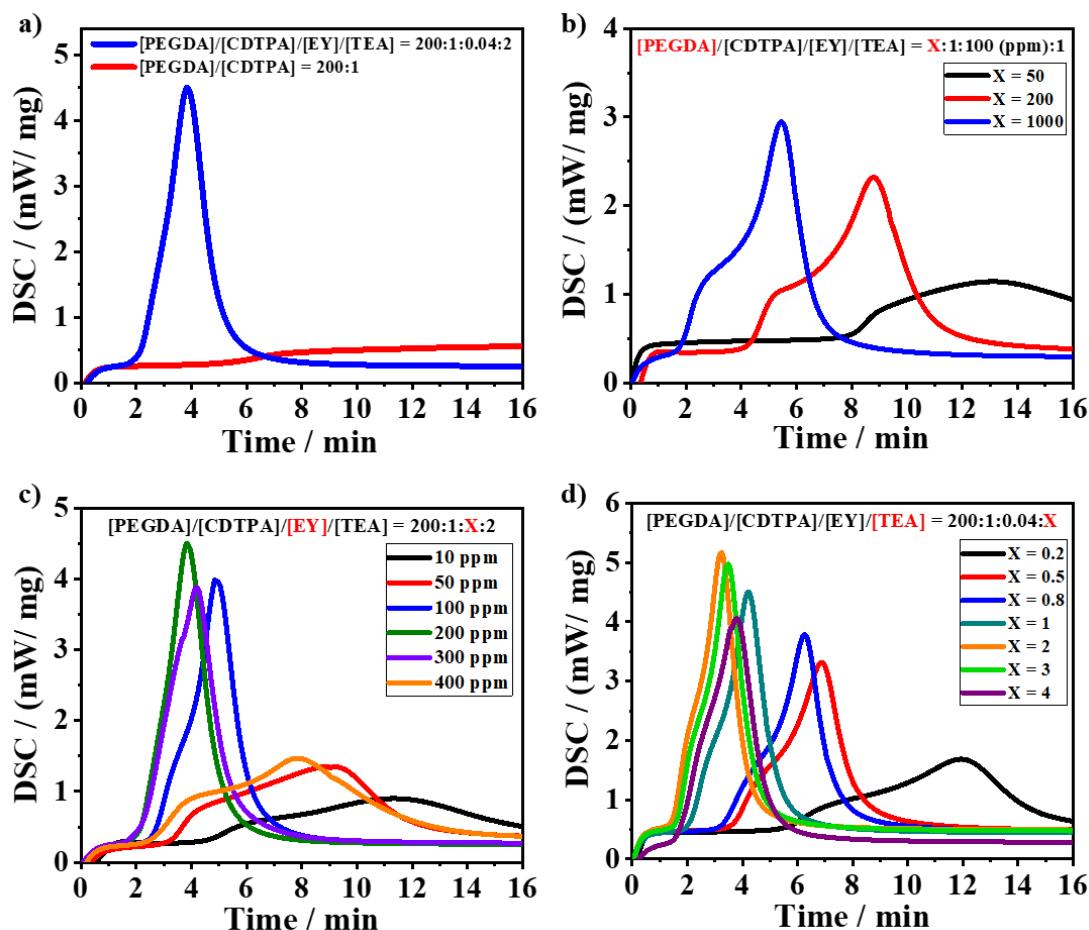 a)
[PEGDA]/[CDTPA]/[EY]/[TEA] = 200:1:0.04:2
[PEGDA]/[CDTPA] = 200:1
5
4
3
2
1
0
DSC / (mW/ mg)
0 2 4 6 8 10 12 14 16
Time / min
b)
[PEGDA]/[CDTPA]/[EY]/[TEA] = X:1:100 (ppm):1
X = 50
X = 200
X = 1000
4
3
2
1
0
DSC / (mW/ mg)
0 2 4 6 8 10 12 14 16
Time / min
c)
[PEGDA]/[CDTPA]/[EY]/[TEA] = 200:1:X:2
10 ppm
50 ppm
100 ppm
200 ppm
300 ppm
400 ppm
5
4
3
2
1
0
DSC / (mW/ mg)
0 2 4 6 8 10 12 14 16
Time / min
d)
[PEGDA]/[CDTPA]/[EY]/[TEA] = 200:1:0.04:X
X = 0.2
X = 0.5
X = 0.8
X = 1
X = 2
X = 3
X = 4
6
5
4
3
2
1
0
DSC / (mW/ mg)
0 2 4 6 8 10 12 14 16
Time / min